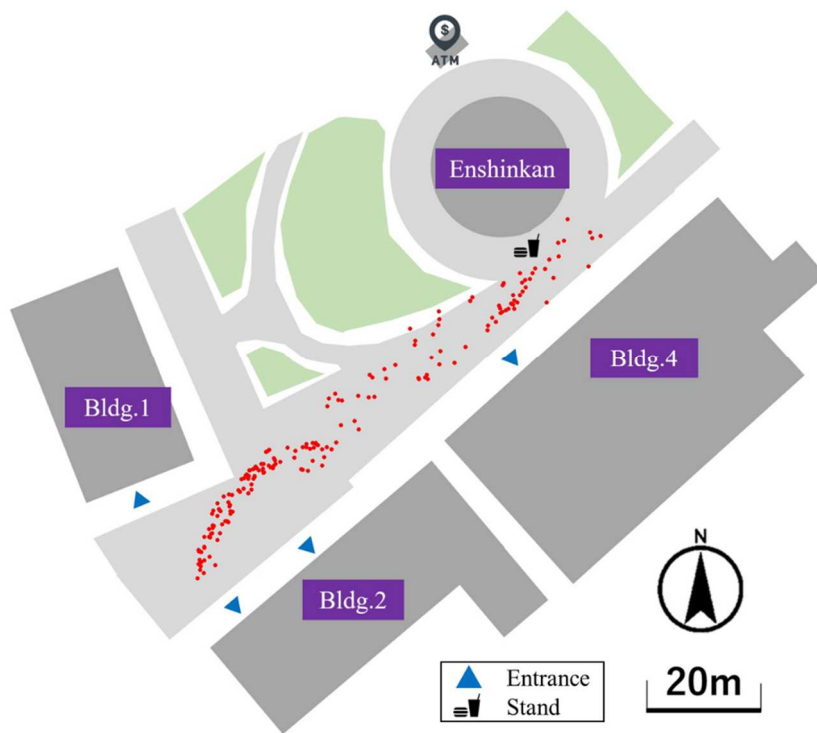 $
ATM
Enshinkan
Bldg.4
Bldg.1
Bldg.2
N
20m
Entrance
Stand